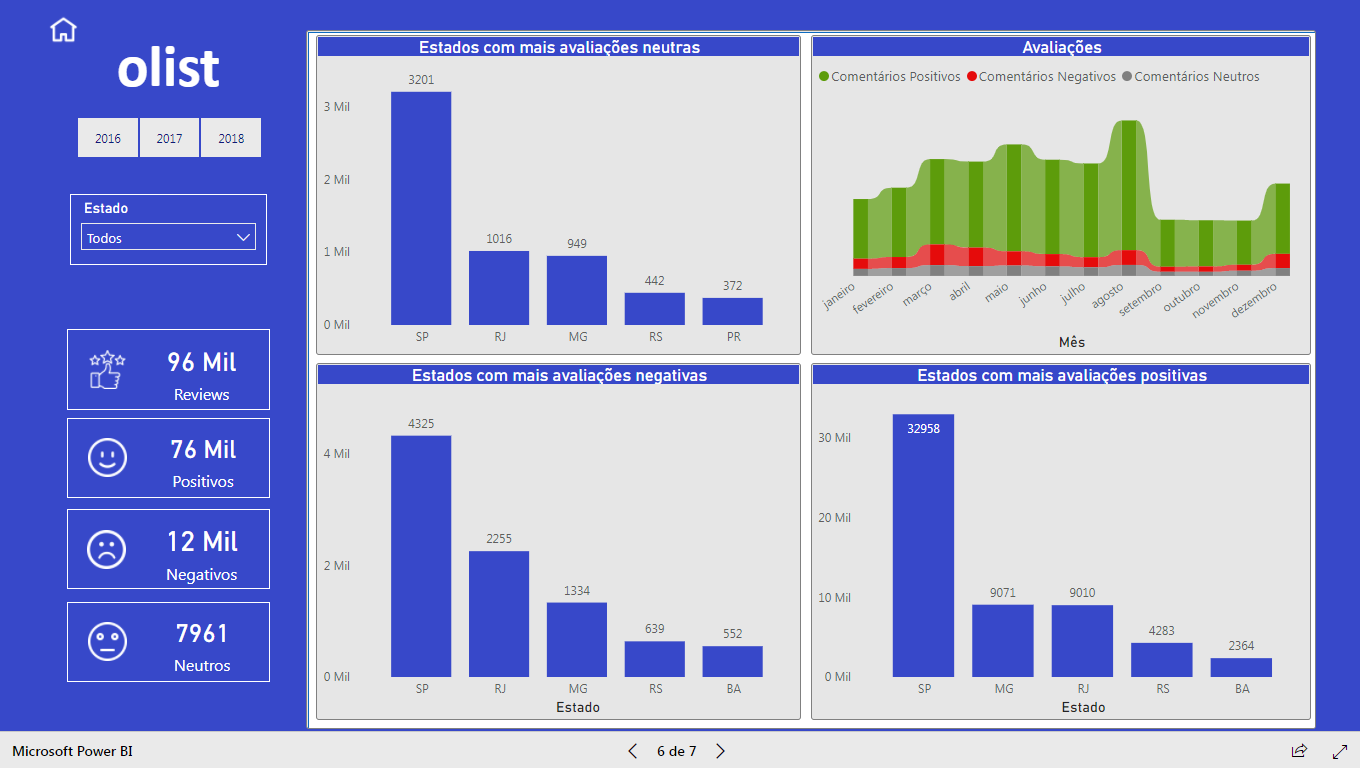 olist
2016 2017 2018
Estado
Todos
96 Mil
Reviews
76 Mil
Positivos
12 Mil
Negativos
7961
Neutros
Estados com mais avaliações neutras
3201
3 Mil
2 Mil
1016
949
1 Mil
442
372
0 Mil
SP RJ MG RS PR
Avaliações
Comentários Positivos Comentários Negativos Comentários Neutros
janeiro fevereiro março abril maio junho julho agosto setembro outubro novembro dezembro
Mês
Estados com mais avaliações negativas
4325
4 Mil
2255
2 Mil
1334
639
552
0 Mil
SP RJ MG RS BA
Estado
Estados com mais avaliações positivas
32958
30 Mil
20 Mil
10 Mil
9071
9010
4283
2364
0 Mil
SP MG RJ RS BA
Estado
Microsoft Power BI
6 de 7